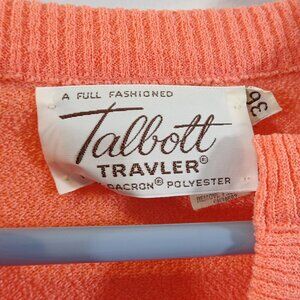 A FULL FASHIONED
36
Talbott
TRAVLER®
DACRON® POLYESTER